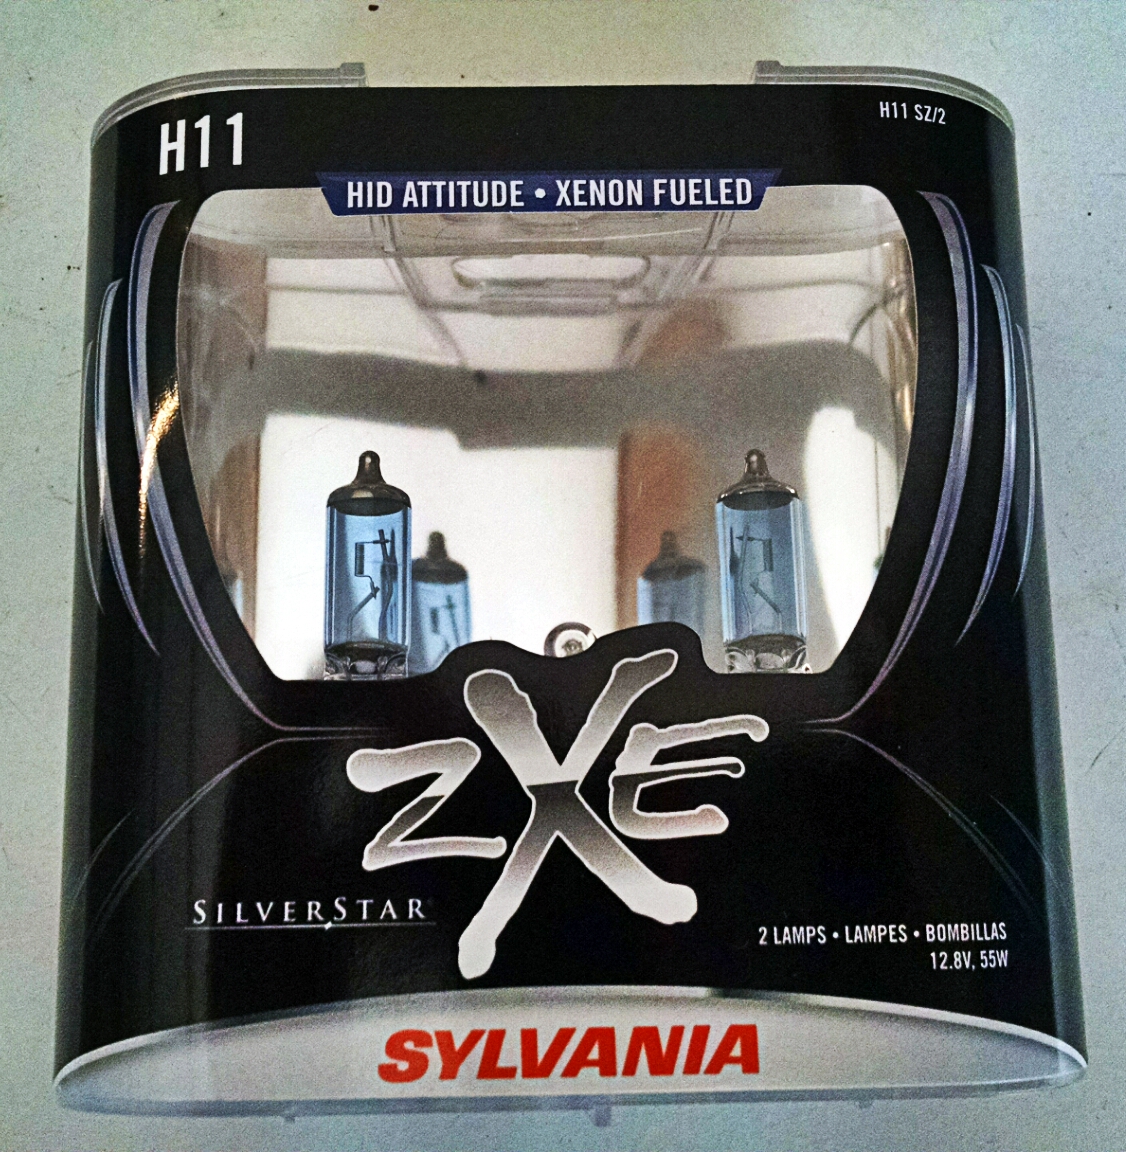 H11
H11 SZ/2
HID ATTITUDE • XENON FUELED
ZXE
SILVERSTAR
2 LAMPS • LAMPES • BOMBILLAS
12.8V, 55W
SYLVANIA